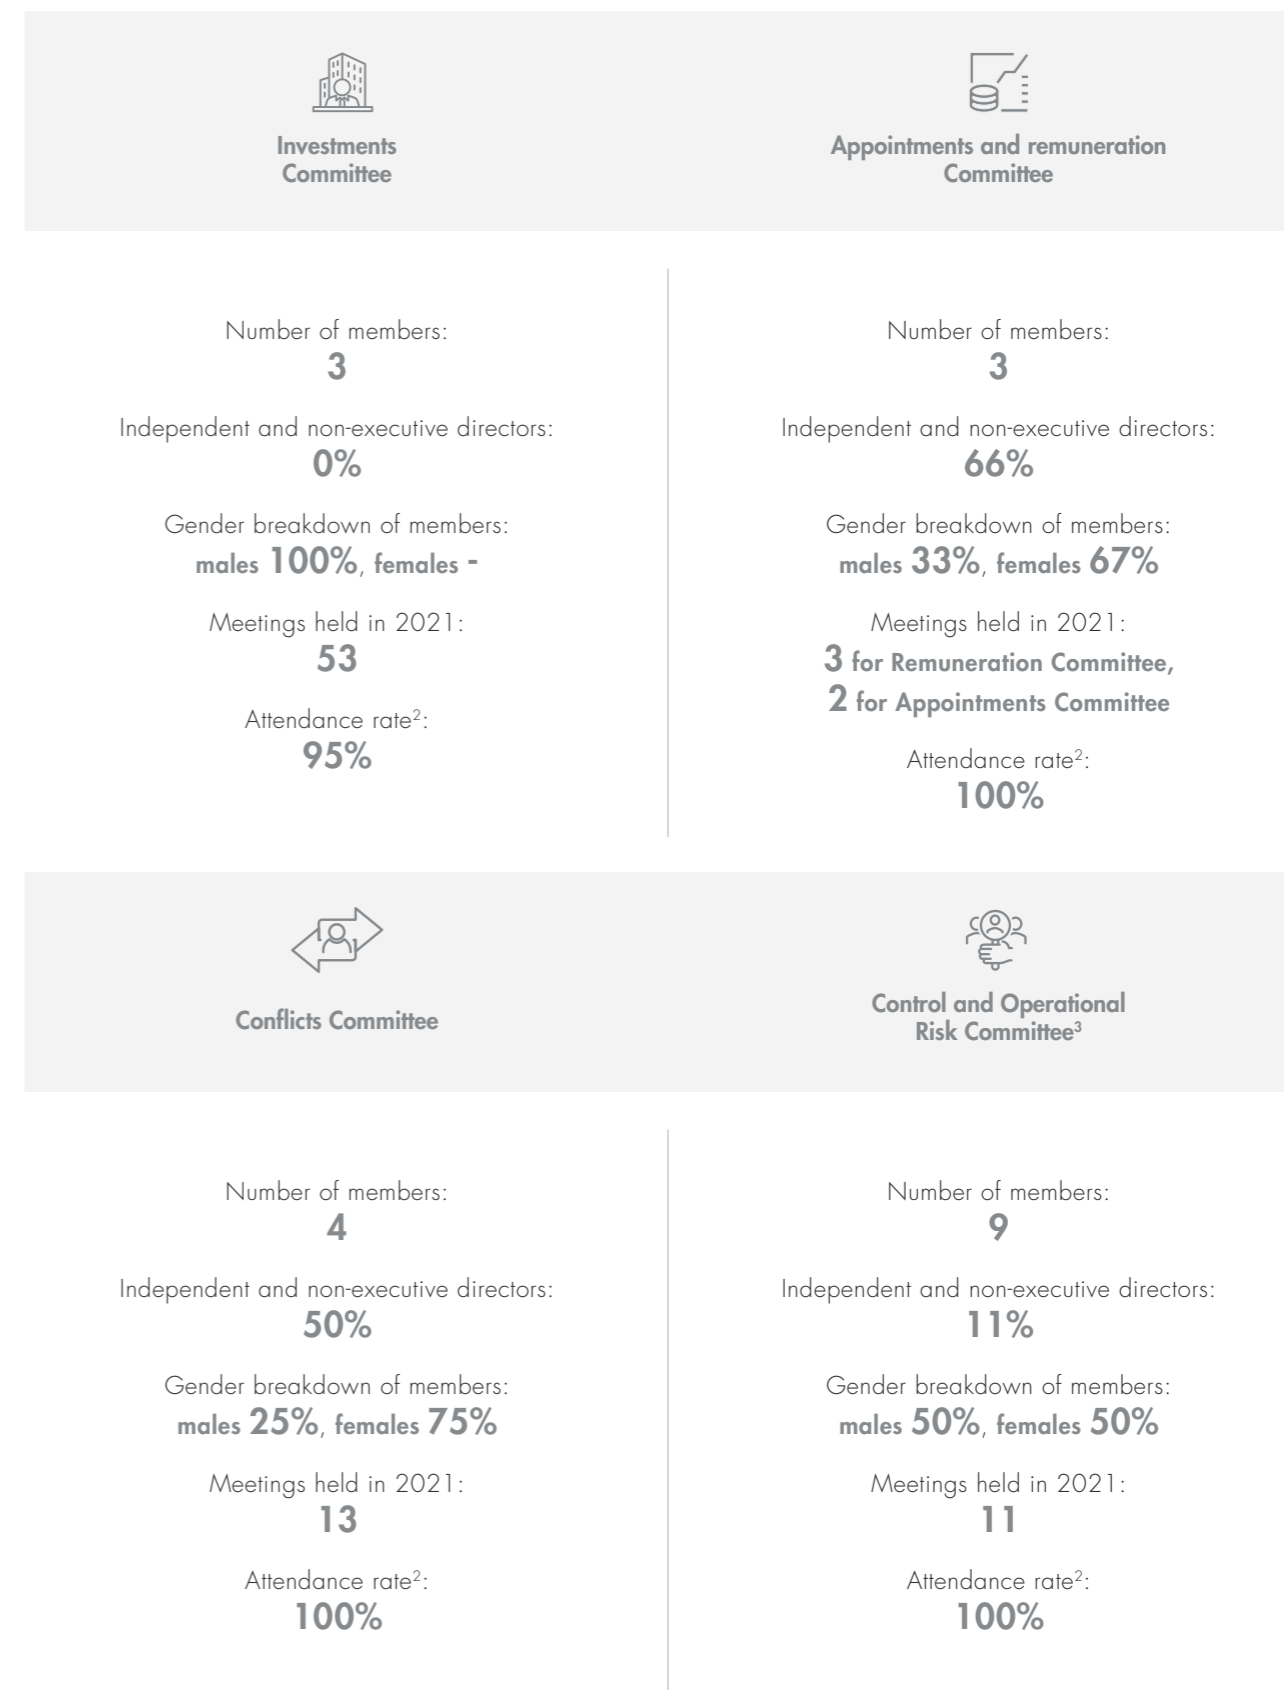 Investments
Committee
Appointments and remuneration
Committee
Number of members:
3
Independent and non-executive directors:
0%
Gender breakdown of members:
males 100%, females -
Meetings held in 2021:
53
Attendance rate²:
95%
Number of members:
3
Independent and non-executive directors:
66%
Gender breakdown of members:
males 33%, females 67%
Meetings held in 2021:
3 for Remuneration Committee,
2 for Appointments Committee
Attendance rate²:
100%
Conflicts Committee
Control and Operational
Risk Committee³
Number of members:
4
Independent and non-executive directors:
50%
Gender breakdown of members:
males 25%, females 75%
Meetings held in 2021:
13
Attendance rate²:
100%
Number of members:
9
Independent and non-executive directors:
11%
Gender breakdown of members:
males 50%, females 50%
Meetings held in 2021:
11
Attendance rate²:
100%